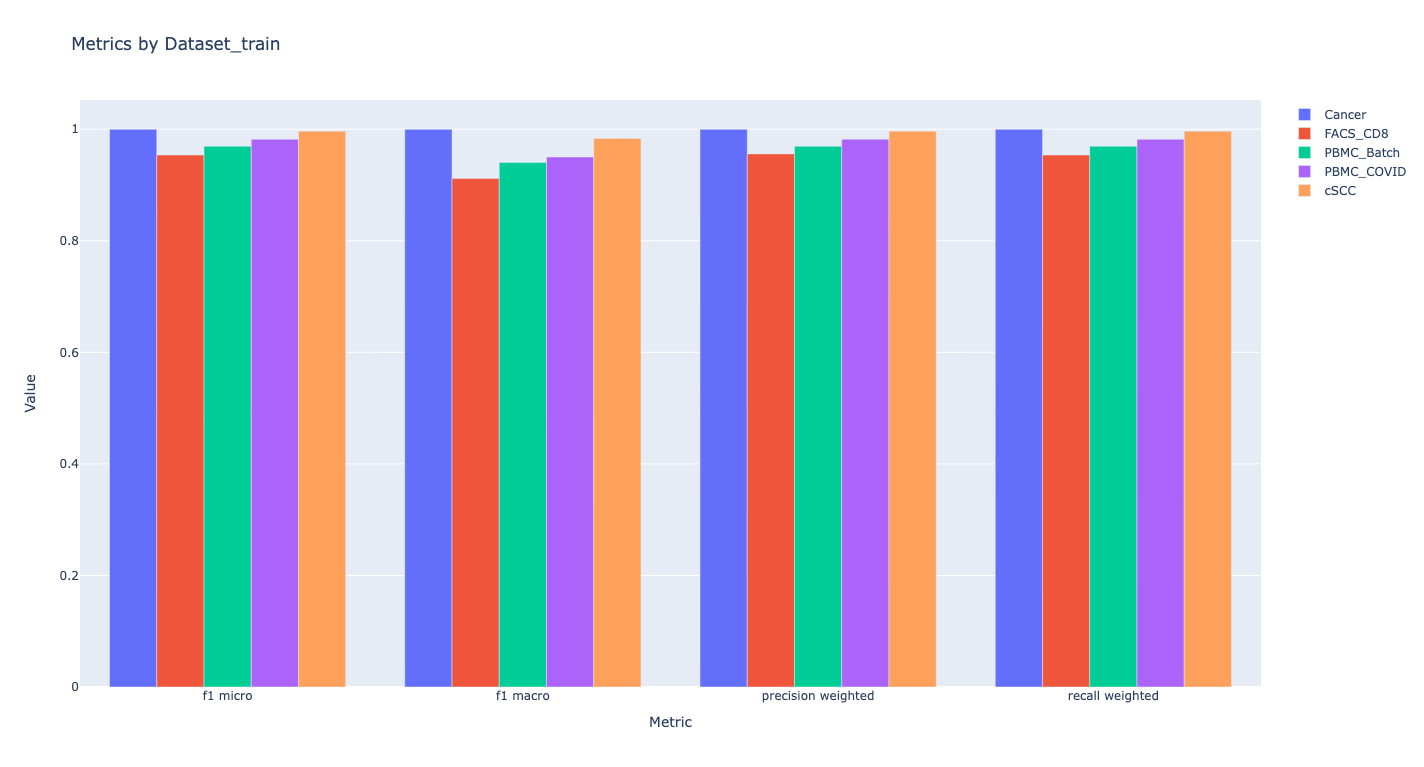 Metrics by Dataset_train
Value
1
0.8
0.6
0.4
0.2
0
f1 micro
f1 macro
precision weighted
recall weighted
Metric
Cancer
FACS_CD8
PBMC_Batch
PBMC_COVID
cSCC